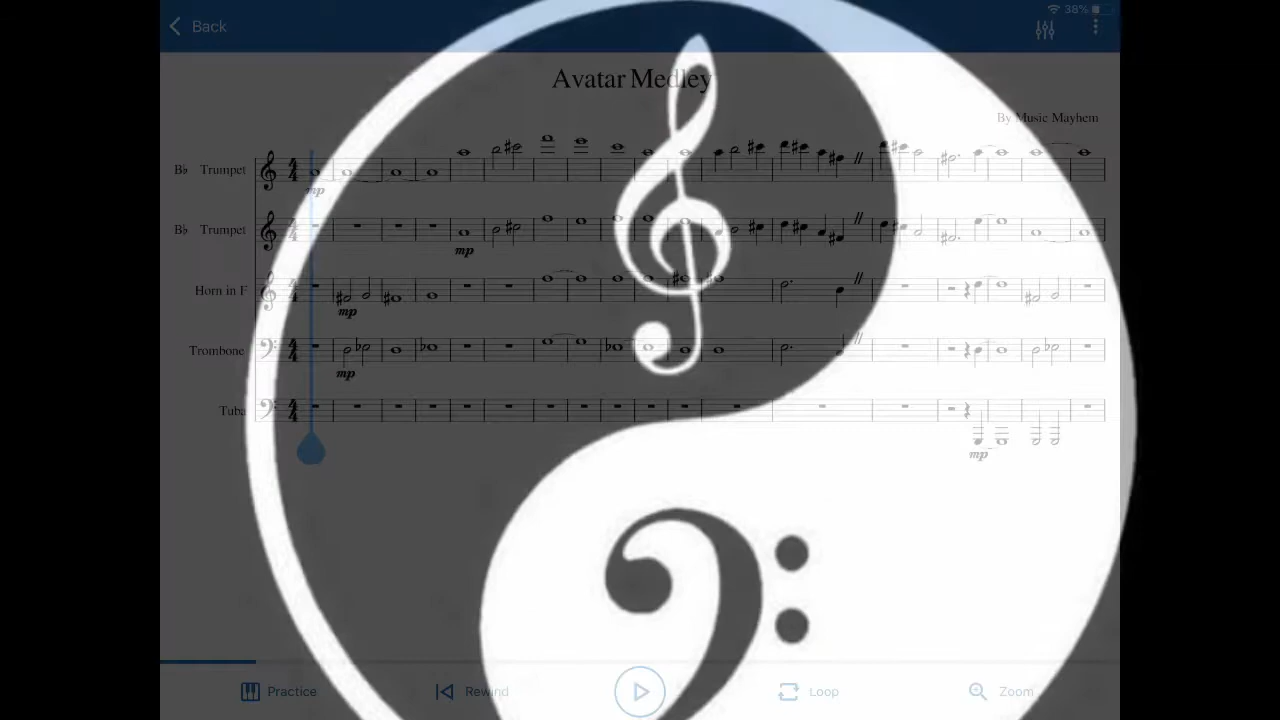 38%
Back
Avatar Medley
By Music Mayhem
B♭ Trumpet
mp
B♭ Trumpet
mp
Horn in F
mp
Trombone
mp
Tuba
mp
Practice
Rewind
Loop
Zoom